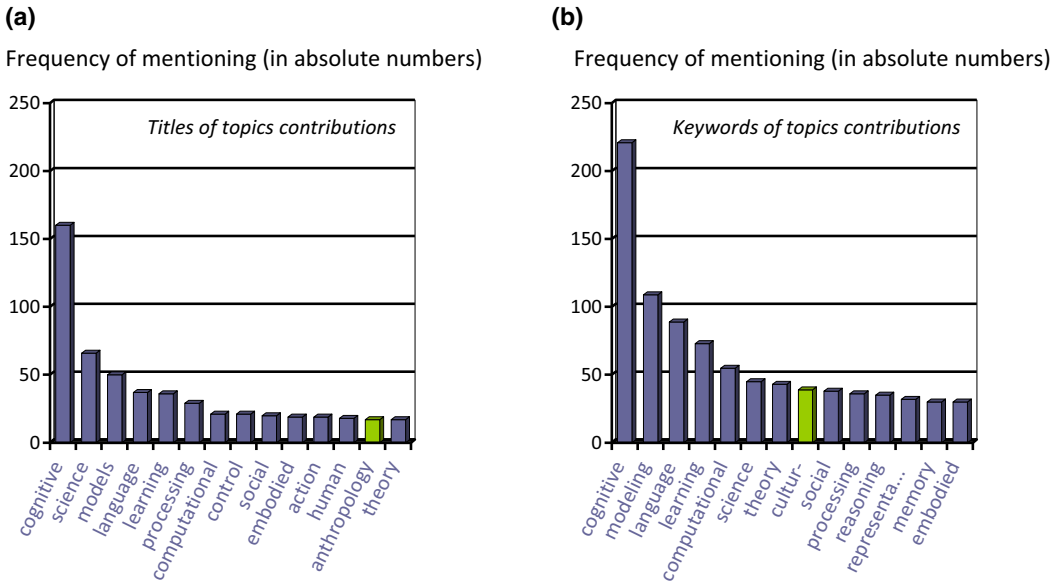 (a)
Frequency of mentioning (in absolute numbers)
Titles of topics contributions
250
200
150
100
50
0
cognitive
science
models
language
learning
processing
computational
control
social
embodied
action
human
anthropology
theory
(b)
Frequency of mentioning (in absolute numbers)
Keywords of topics contributions
250
200
150
100
50
0
cognitive
modeling
language
learning
computational
science
theory
cultur-
social
processing
reasoning
representa...
memory
embodied